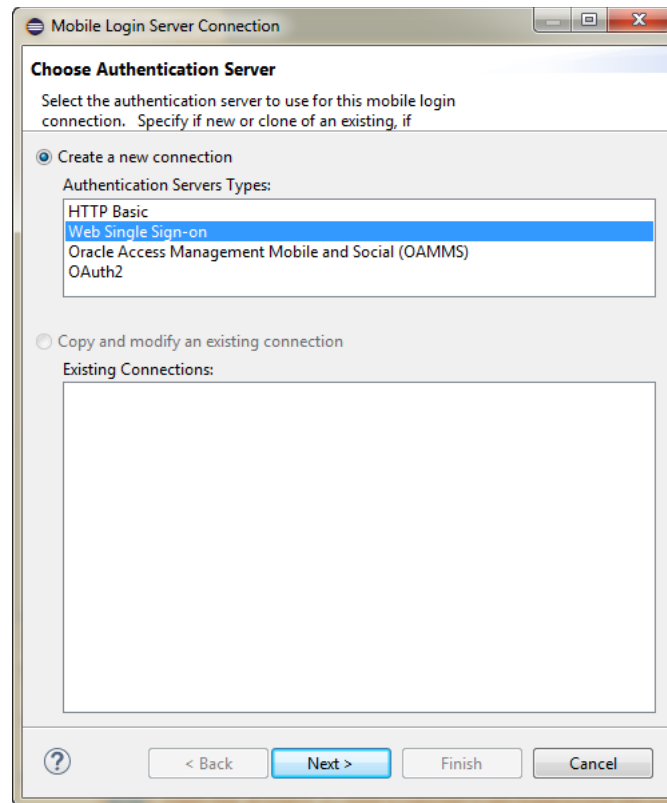 Mobile Login Server Connection
Choose Authentication Server
Select the authentication server to use for this mobile login
connection.   Specify if new or clone of an existing, if
Create a new connection
Authentication Servers Types:
HTTP Basic
Web Single Sign-on
Oracle Access Management Mobile and Social (OAMMS)
OAuth2
Copy and modify an existing connection
Existing Connections:
< Back Next > Finish Cancel